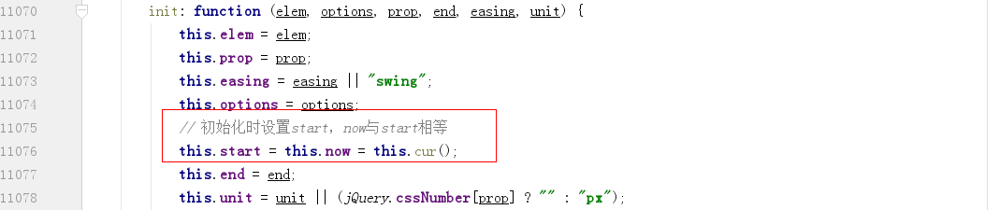 11070 init: function (elem, options, prop, end, easing, unit) {
11071 this.elem = elem;
11072 this.prop = prop;
11073 this.easing = easing || "swing";
11074 this.options = options;
11075 // 初始化时设置start，now与start相等
11076 this.start = this.now = this.cur();
11077 this.end = end;
11078 this.unit = unit || (jQuery.cssNumber[prop] ? "" : "px");